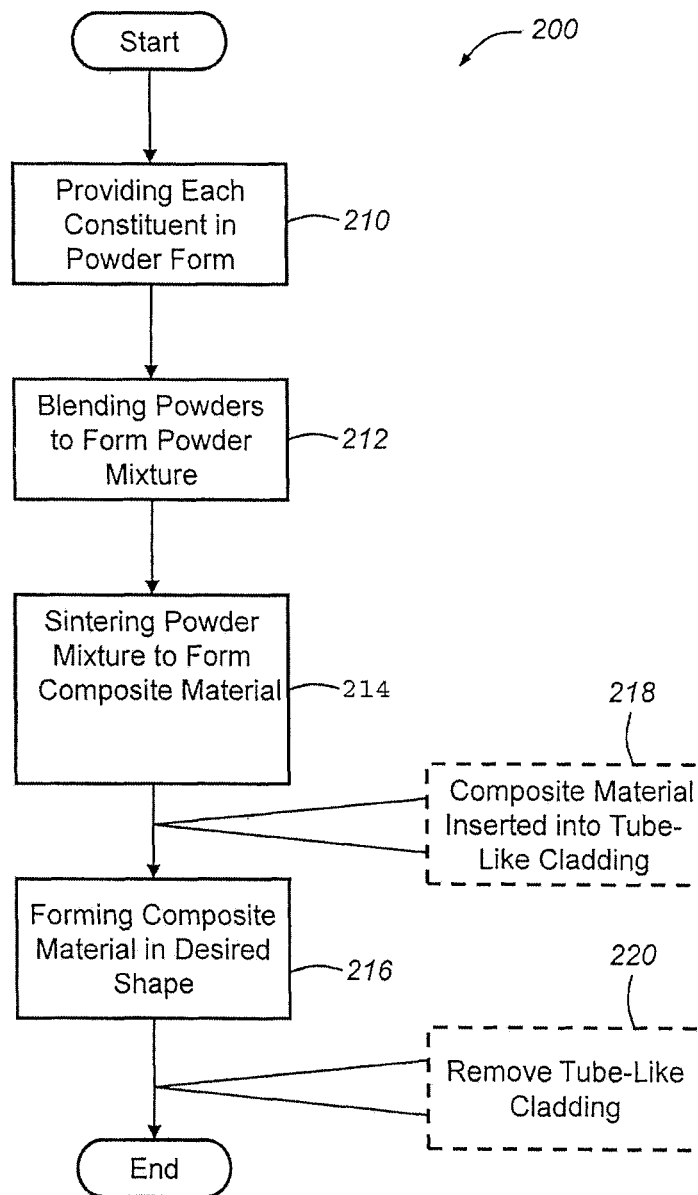 Start
200
Providing Each
Constituent in
Powder Form
210
Blending Powders
to Form Powder
Mixture
212
Sintering Powder
Mixture to Form
Composite Material
214
218
Composite Material
Inserted into Tube-
Like Cladding
Forming Composite
Material in Desired
Shape
216
220
Remove Tube-Like
Cladding
End